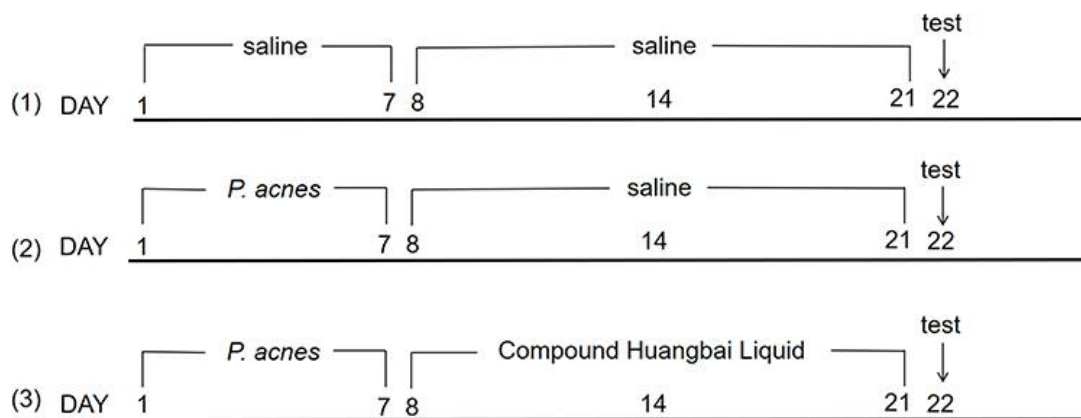 test
saline saline
(1) DAY 1 7 8 14 21 22
test
P. acnes saline
(2) DAY 1 7 8 14 21 22
test
P. acnes Compound Huangbai Liquid
(3) DAY 1 7 8 14 21 22